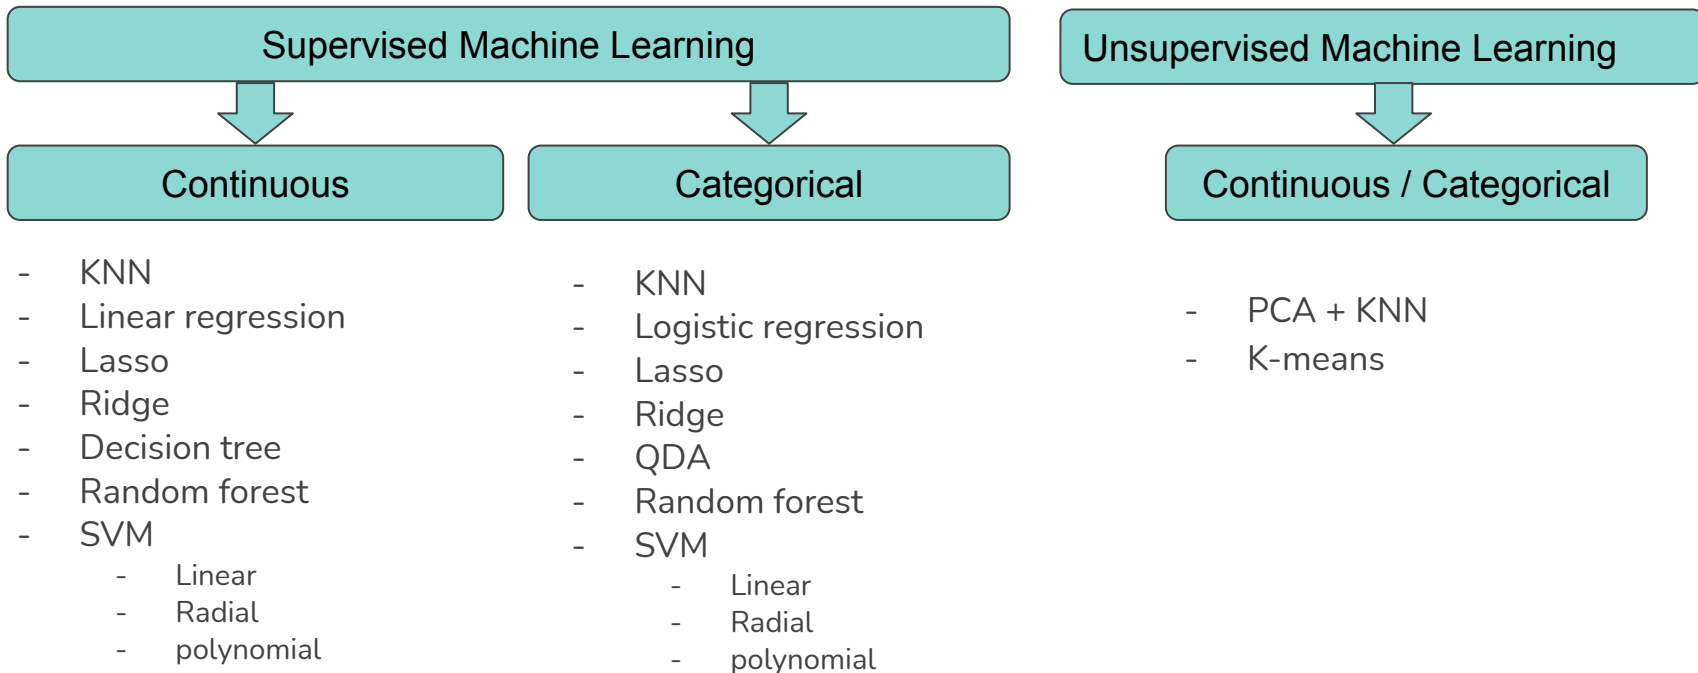 Supervised Machine Learning
Unsupervised Machine Learning
Continuous
Categorical
Continuous / Categorical
- KNN
- Linear regression
- Lasso
- Ridge
- Decision tree
- Random forest
- SVM
- Linear
- Radial
- polynomial
- KNN
- Logistic regression
- Lasso
- Ridge
- QDA
- Random forest
- SVM
- Linear
- Radial
- polynomial
- PCA + KNN
- K-means